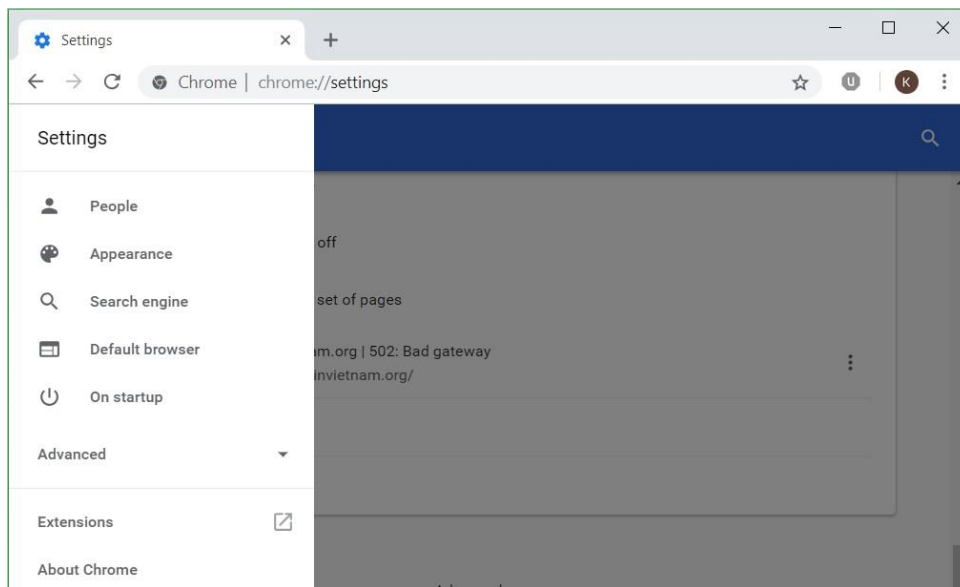 Settings
Chrome | chrome://settings
K
Settings
People
off
Appearance
set of pages
Search engine
Default browser
am.org | 502: Bad gateway
invietnam.org/
On startup
Advanced
Extensions
About Chrome